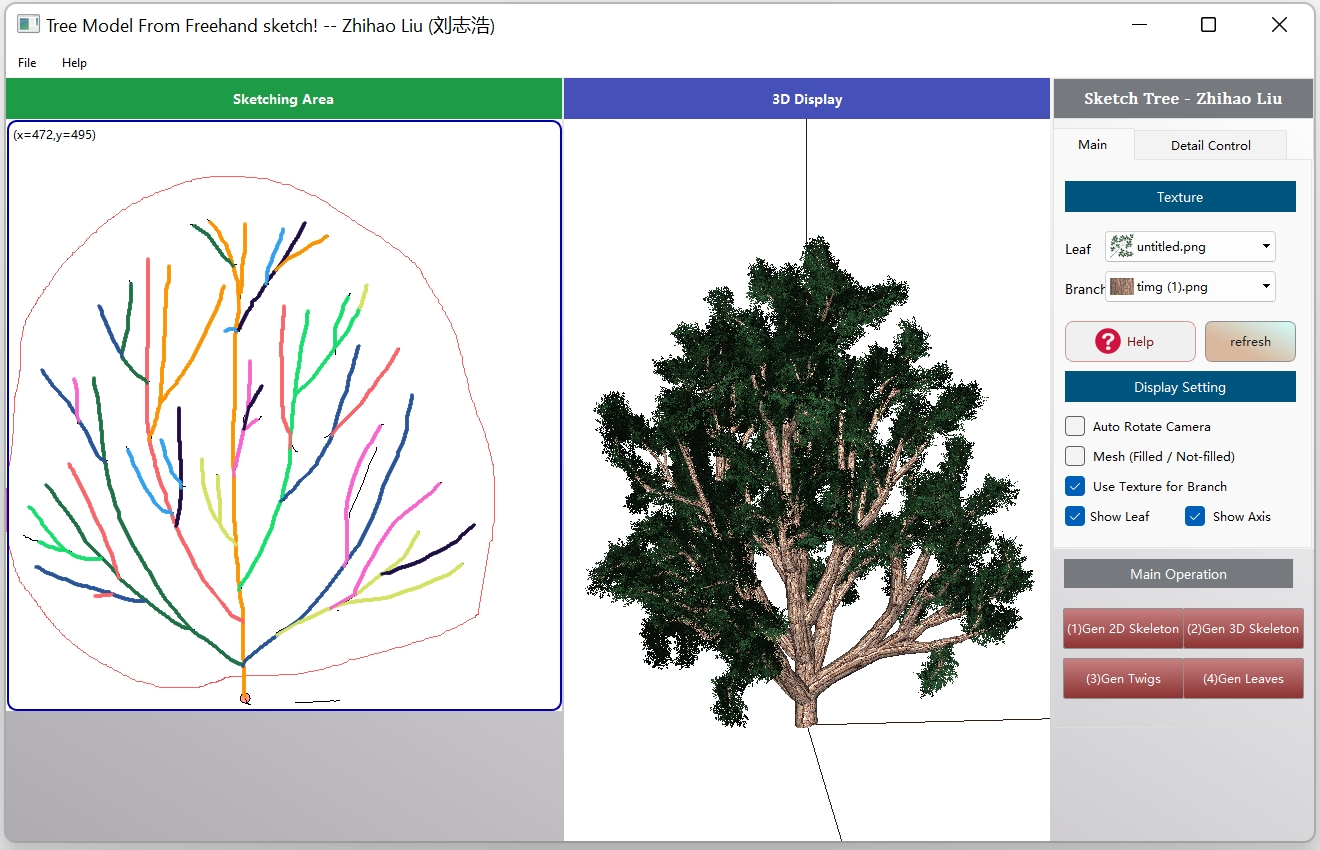 Tree Model From Freehand sketch! -- Zhihao Liu (刘志浩)
File Help
Sketching Area
3D Display
Sketch Tree - Zhihao Liu
(x=472,y=495)
Main
Detail Control
Texture
Leaf
untitled.png
Branch
timg (1).png
?
Help
refresh
Display Setting
Auto Rotate Camera
Mesh (Filled / Not-filled)
Use Texture for Branch
Show Leaf
Show Axis
Main Operation
(1)Gen 2D Skeleton
(2)Gen 3D Skeleton
(3)Gen Twigs
(4)Gen Leaves